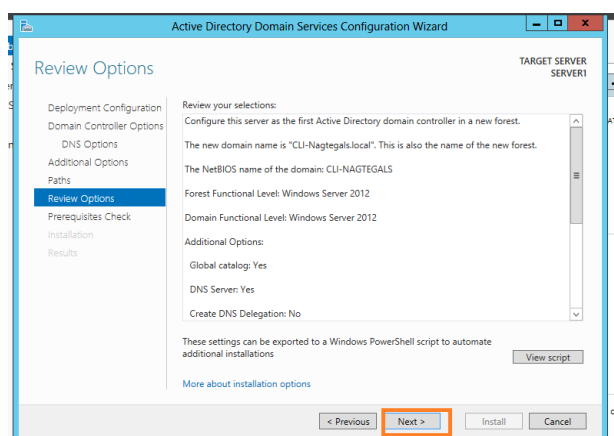 Active Directory Domain Services Configuration Wizard
Review Options
TARGET SERVER
SERVER1
Deployment Configuration
Domain Controller Options
DNS Options
Additional Options
Paths
Review Options
Prerequisites Check
Installation
Results
Review your selections:
Configure this server as the first Active Directory domain controller in a new forest.
The new domain name is "CLI-Nagtegals.local". This is also the name of the new forest.
The NetBIOS name of the domain: CLI-NAGTEGALS
Forest Functional Level: Windows Server 2012
Domain Functional Level: Windows Server 2012
Additional Options:
Global catalog: Yes
DNS Server: Yes
Create DNS Delegation: No
These settings can be exported to a Windows PowerShell script to automate
additional installations
View script
More about installation options
< Previous
Next >
Install
Cancel